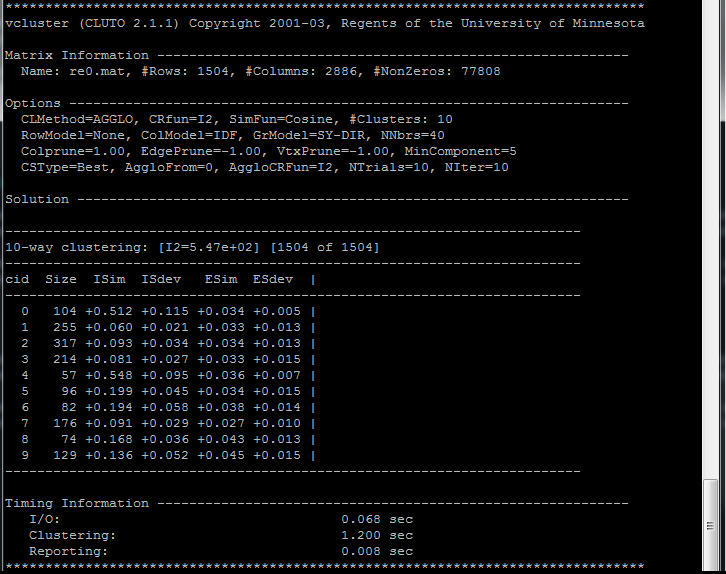 ********************************************************************************
vcluster (CLUTO 2.1.1) Copyright 2001-03, Regents of the University of Minnesota

Matrix Information -----------------------------------------------------------
  Name: re0.mat, #Rows: 1504, #Columns: 2886, #NonZeros: 77808

Options ----------------------------------------------------------------------
  CLMethod=AGGLO, CRfun=I2, SimFun=Cosine, #Clusters: 10
  RowModel=None, ColModel=IDF, GrModel=SY-DIR, NNbrs=40
  Colprune=1.00, EdgePrune=-1.00, VtxPrune=-1.00, MinComponent=5
  CSType=Best, AggloFrom=0, AggloCRFun=I2, NTrials=10, NIter=10

Solution ---------------------------------------------------------------------

------------------------------------------------------------------------
10-way clustering: [I2=5.47e+02] [1504 of 1504]
------------------------------------------------------------------------
cid  Size  ISim  ISdev   ESim  ESdev  |
------------------------------------------------------------------------
  0   104 +0.512 +0.115 +0.034 +0.005 |
  1   255 +0.060 +0.021 +0.033 +0.013 |
  2   317 +0.093 +0.034 +0.034 +0.013 |
  3   214 +0.081 +0.027 +0.033 +0.015 |
  4    57 +0.548 +0.095 +0.036 +0.007 |
  5    96 +0.199 +0.045 +0.034 +0.015 |
  6    82 +0.194 +0.058 +0.038 +0.014 |
  7   176 +0.091 +0.029 +0.027 +0.010 |
  8    74 +0.168 +0.036 +0.043 +0.013 |
  9   129 +0.136 +0.052 +0.045 +0.015 |
------------------------------------------------------------------------

Timing Information -----------------------------------------------------------
   I/O:                                   0.068 sec
   Clustering:                            1.200 sec
   Reporting:                             0.008 sec
********************************************************************************